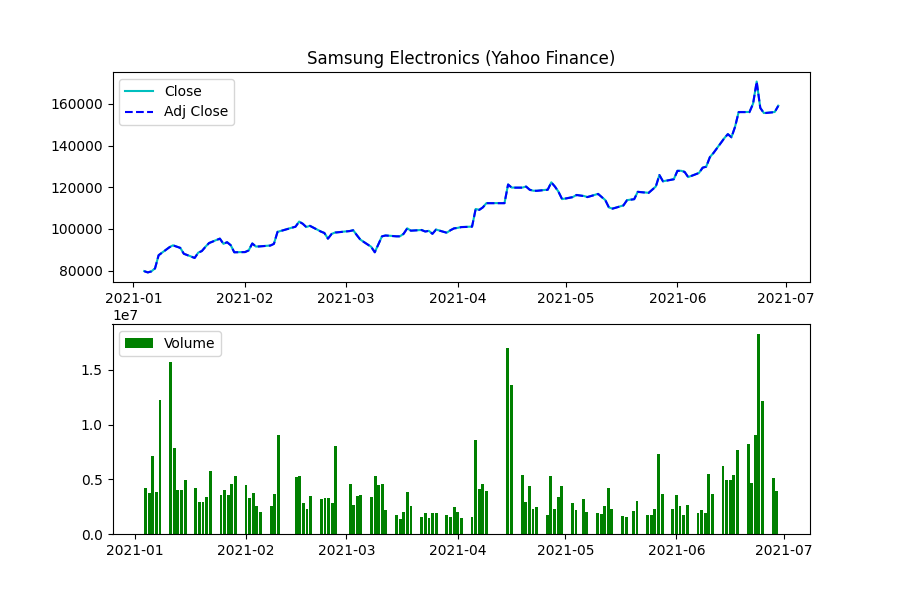 Samsung Electronics (Yahoo Finance)
Close
Adj Close
160000
140000
120000
100000
80000
2021-01 2021-02 2021-03 2021-04 2021-05 2021-06 2021-07
1e7
Volume
1.5
1.0
0.5
0.0
2021-01 2021-02 2021-03 2021-04 2021-05 2021-06 2021-07